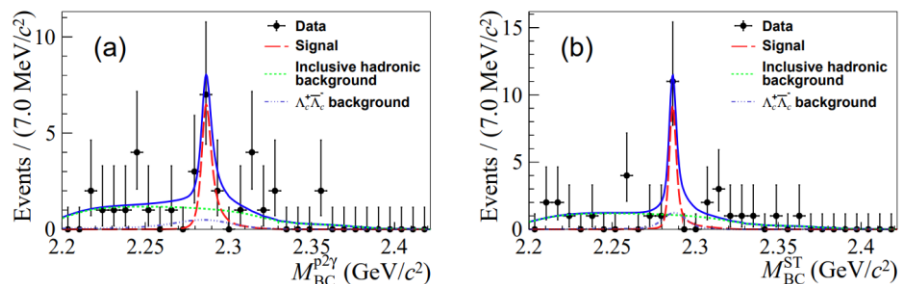 Events / (7.0 MeV/c²)
10
5
0
(a)
Data
Signal
Inclusive hadronic
background
Λc⁺Λ̄c⁻ background
2.2 2.25 2.3 2.35 2.4
M_BC^p2γ (GeV/c²)
Events / (7.0 MeV/c²)
15
10
5
0
(b)
Data
Signal
Inclusive hadronic
background
Λc⁺Λ̄c⁻ background
2.2 2.25 2.3 2.35 2.4
M_BC^ST (GeV/c²)